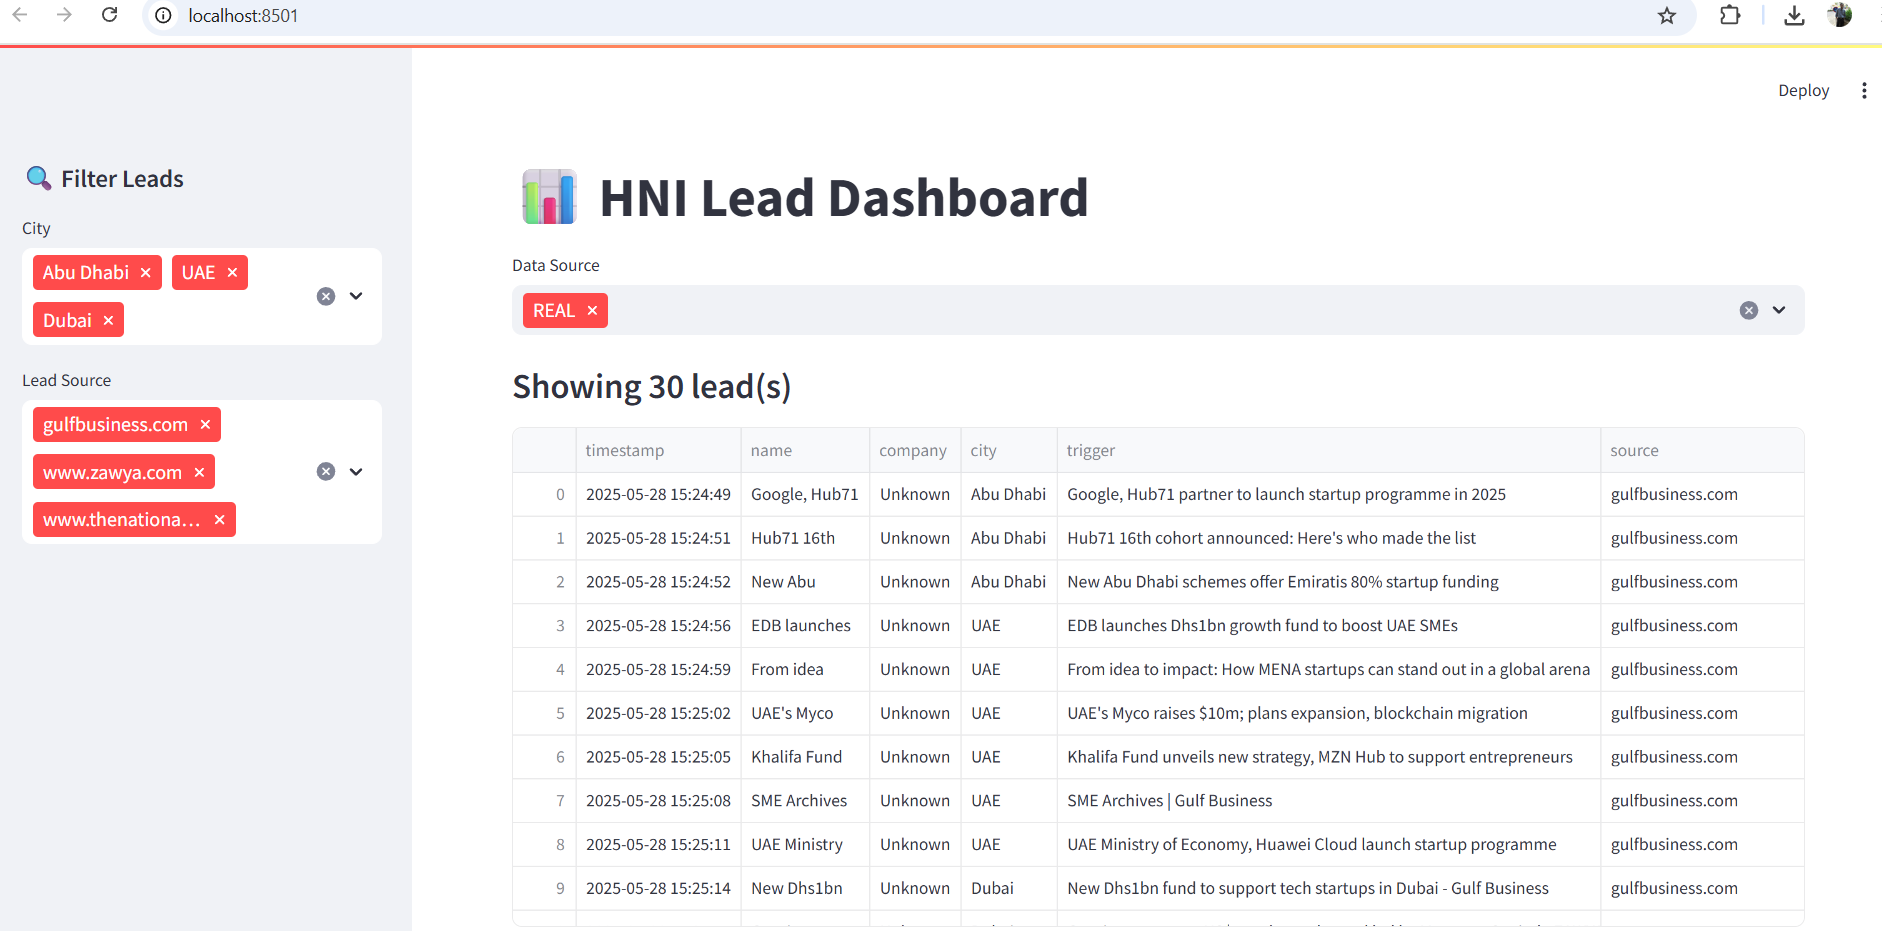 localhost:8501
Deploy
Filter Leads
City
Abu Dhabi × UAE ×
Dubai ×
Lead Source
gulfbusiness.com ×
www.zawya.com ×
www.thenationa... ×
HNI Lead Dashboard
Data Source
REAL ×
Showing 30 lead(s)
timestamp name company city trigger source
0 2025-05-28 15:24:49 Google, Hub71 Unknown Abu Dhabi Google, Hub71 partner to launch startup programme in 2025 gulfbusiness.com
1 2025-05-28 15:24:51 Hub71 16th Unknown Abu Dhabi Hub71 16th cohort announced: Here's who made the list gulfbusiness.com
2 2025-05-28 15:24:52 New Abu Unknown Abu Dhabi New Abu Dhabi schemes offer Emiratis 80% startup funding gulfbusiness.com
3 2025-05-28 15:24:56 EDB launches Unknown UAE EDB launches Dhs1bn growth fund to boost UAE SMEs gulfbusiness.com
4 2025-05-28 15:24:59 From idea Unknown UAE From idea to impact: How MENA startups can stand out in a global arena gulfbusiness.com
5 2025-05-28 15:25:02 UAE's Myco Unknown UAE UAE's Myco raises $10m; plans expansion, blockchain migration gulfbusiness.com
6 2025-05-28 15:25:05 Khalifa Fund Unknown UAE Khalifa Fund unveils new strategy, MZN Hub to support entrepreneurs gulfbusiness.com
7 2025-05-28 15:25:08 SME Archives Unknown UAE SME Archives | Gulf Business gulfbusiness.com
8 2025-05-28 15:25:11 UAE Ministry Unknown UAE UAE Ministry of Economy, Huawei Cloud launch startup programme gulfbusiness.com
9 2025-05-28 15:25:14 New Dhs1bn Unknown Dubai New Dhs1bn fund to support tech startups in Dubai - Gulf Business gulfbusiness.com